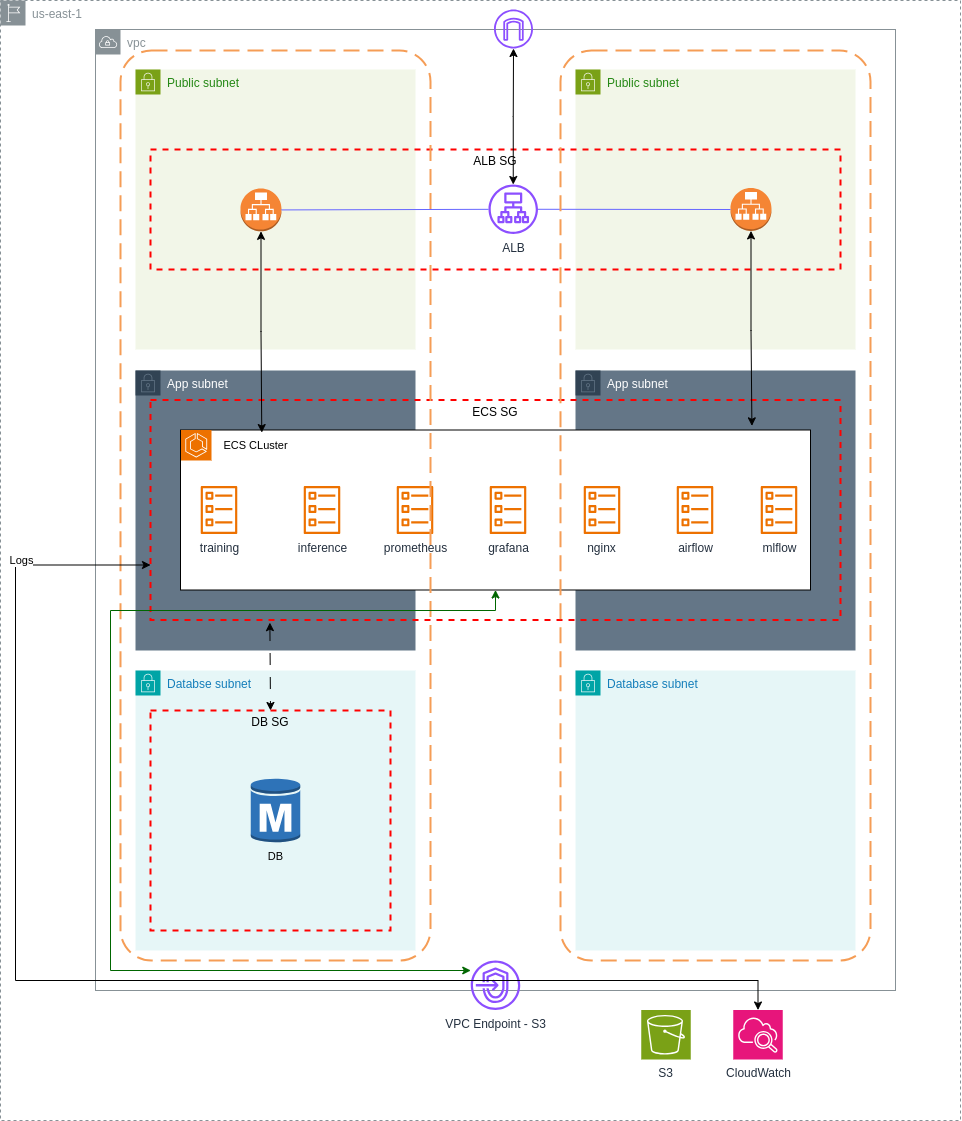 us-east-1
vpc
Public subnet
Public subnet
ALB SG
ALB
App subnet
App subnet
ECS SG
ECS CLuster
training
inference
prometheus
grafana
nginx
airflow
mlflow
Logs
Databse subnet
Database subnet
DB SG
M
DB
VPC Endpoint - S3
S3
CloudWatch